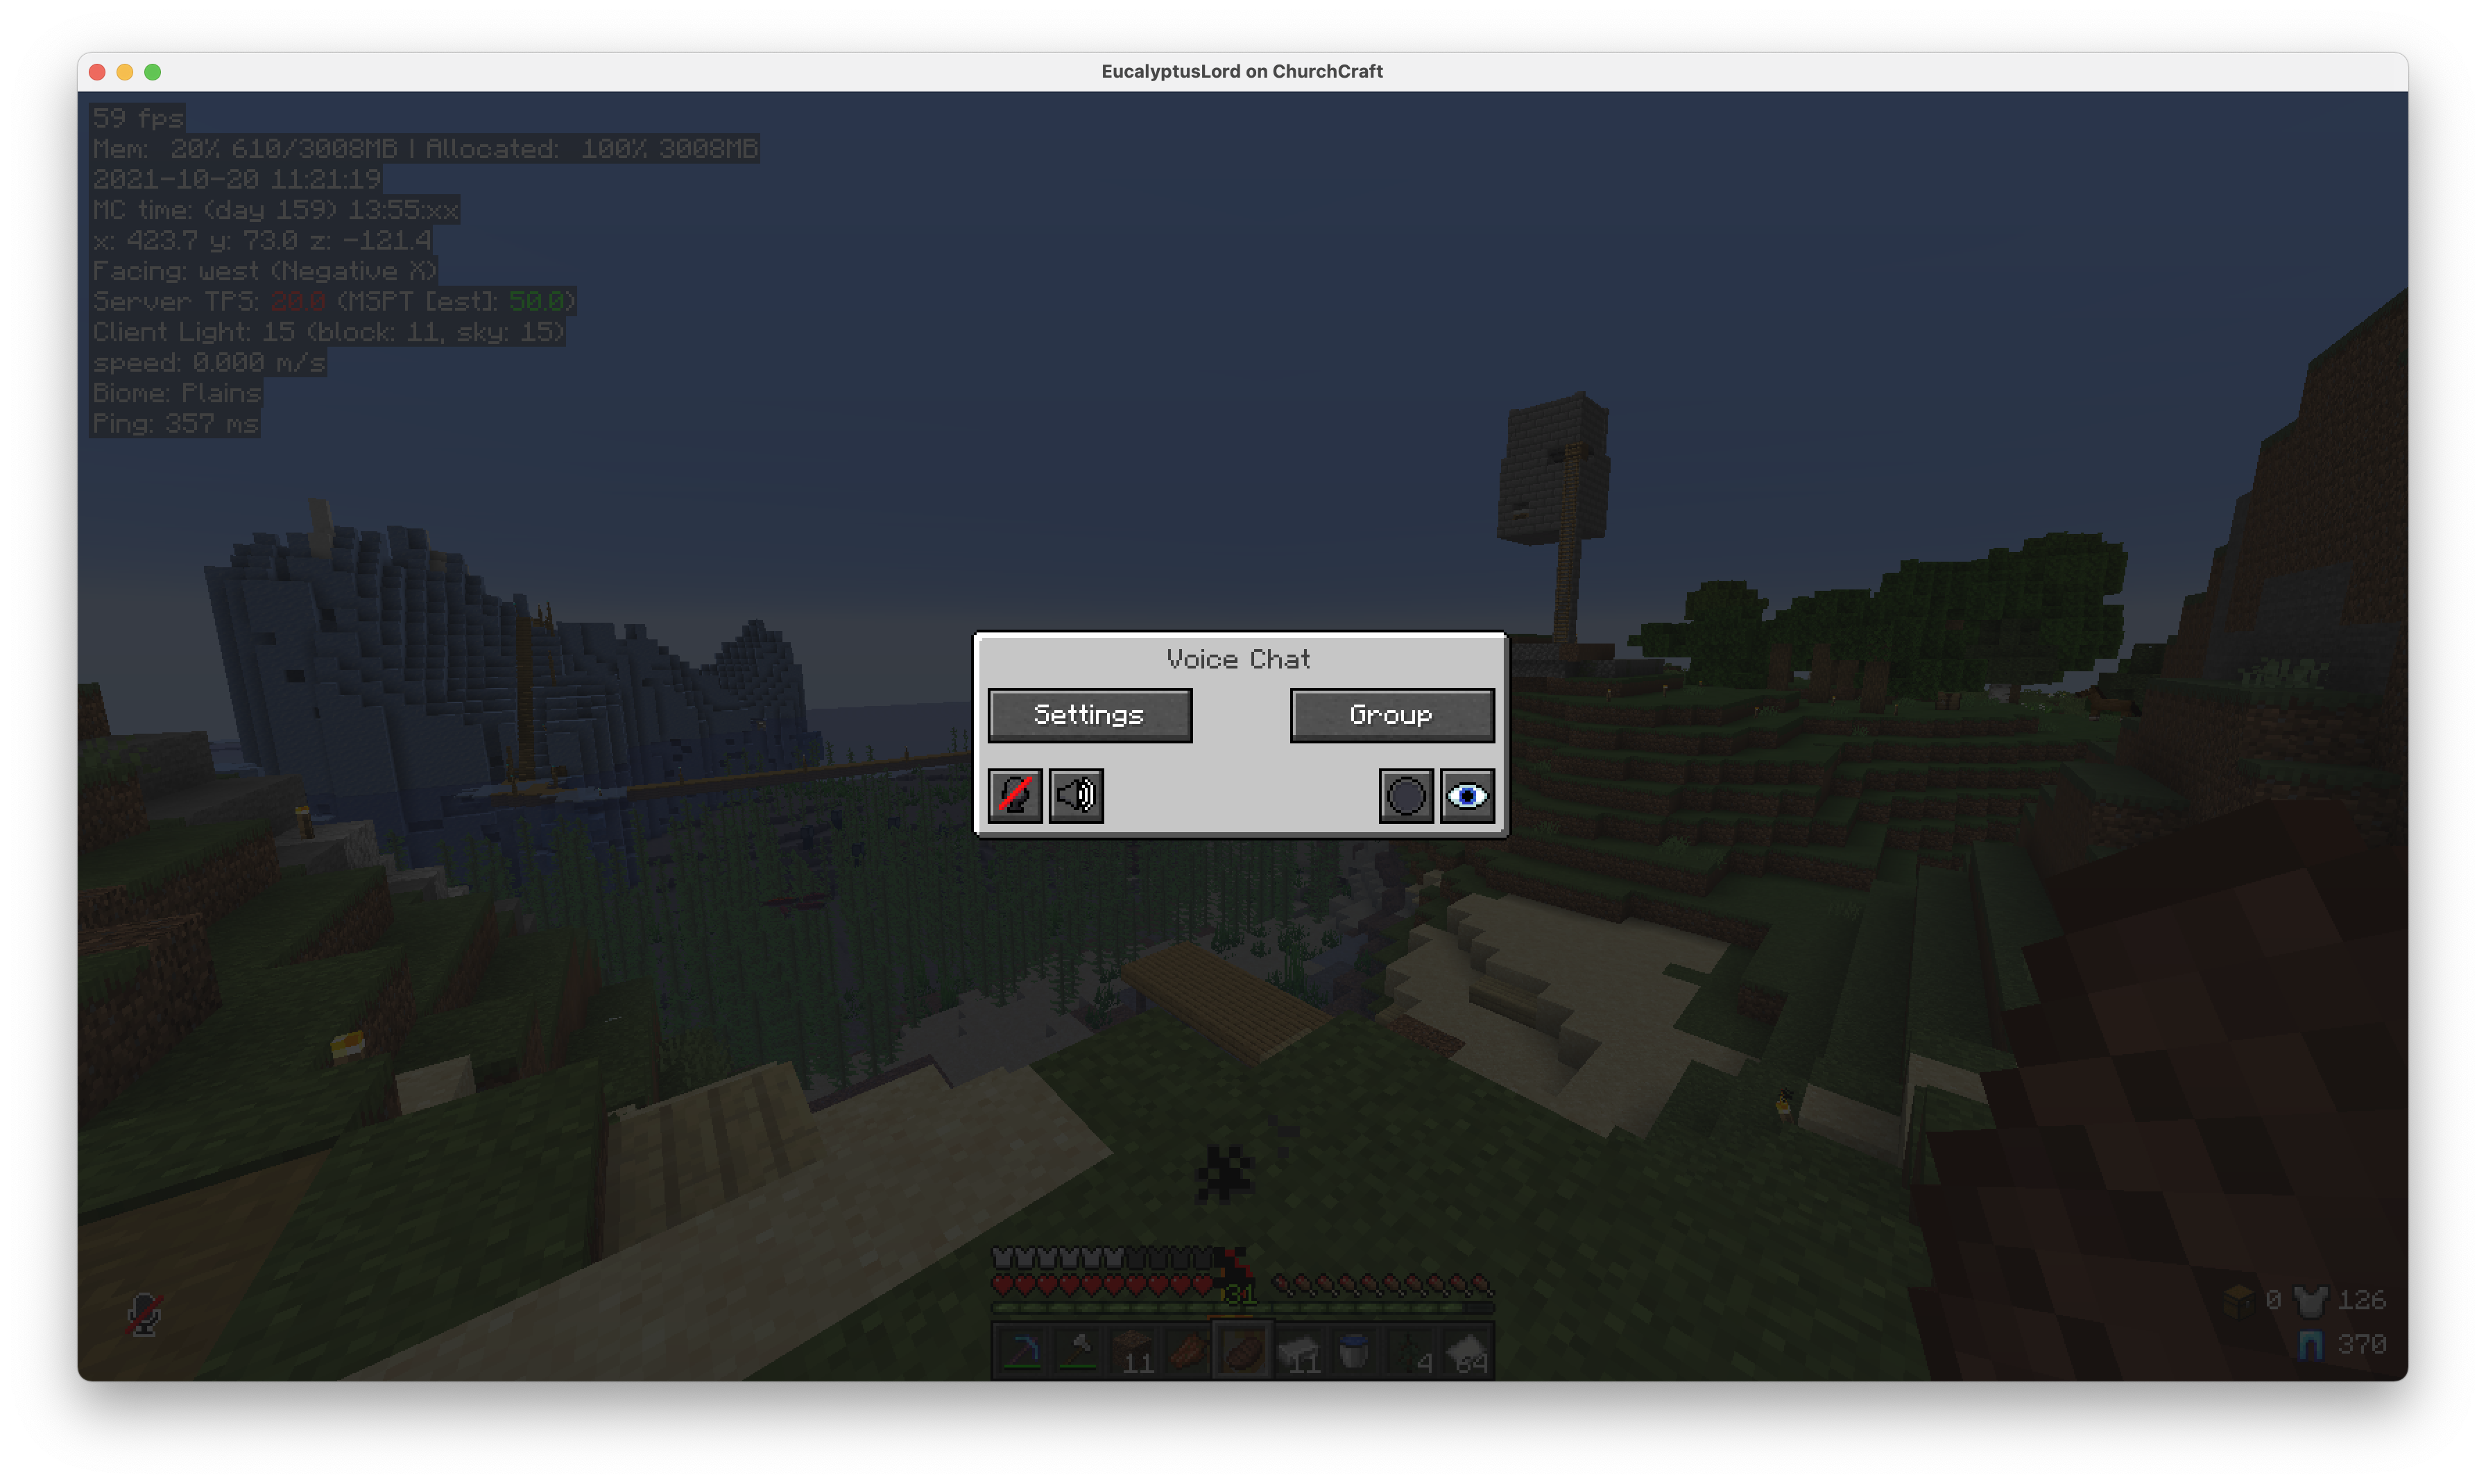 EucalyptusLord on ChurchCraft
59 fps
Mem:  20% 610/3008MB | Allocated:  100% 3008MB
2021-10-20 11:21:19
MC time: (day 159) 13:55:xx
x: 423.7 y: 73.0 z: -121.4
Facing: west (Negative X)
Server TPS: 20.0 (MSPT [est]: 50.0)
Client Light: 15 (block: 11, sky: 15)
speed: 0.000 m/s
Biome: Plains
Ping: 357 ms
Voice Chat
Settings Group
31
0 126
370
11 11 4 64